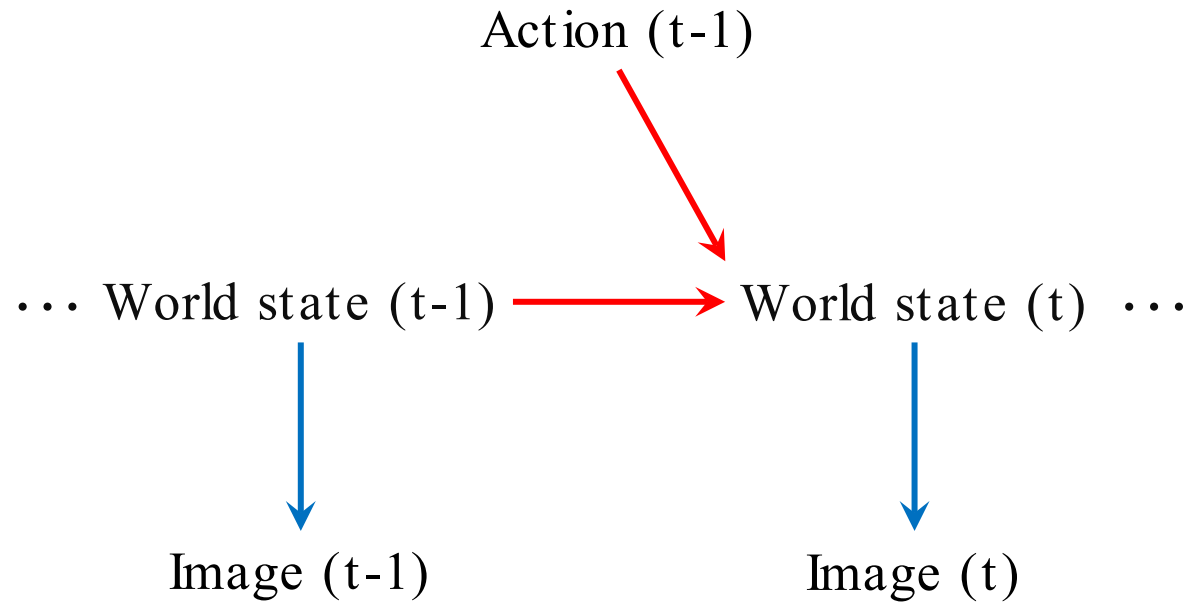 Action (t-1)
··· World state (t-1) World state (t) ···
Image (t-1) Image (t)